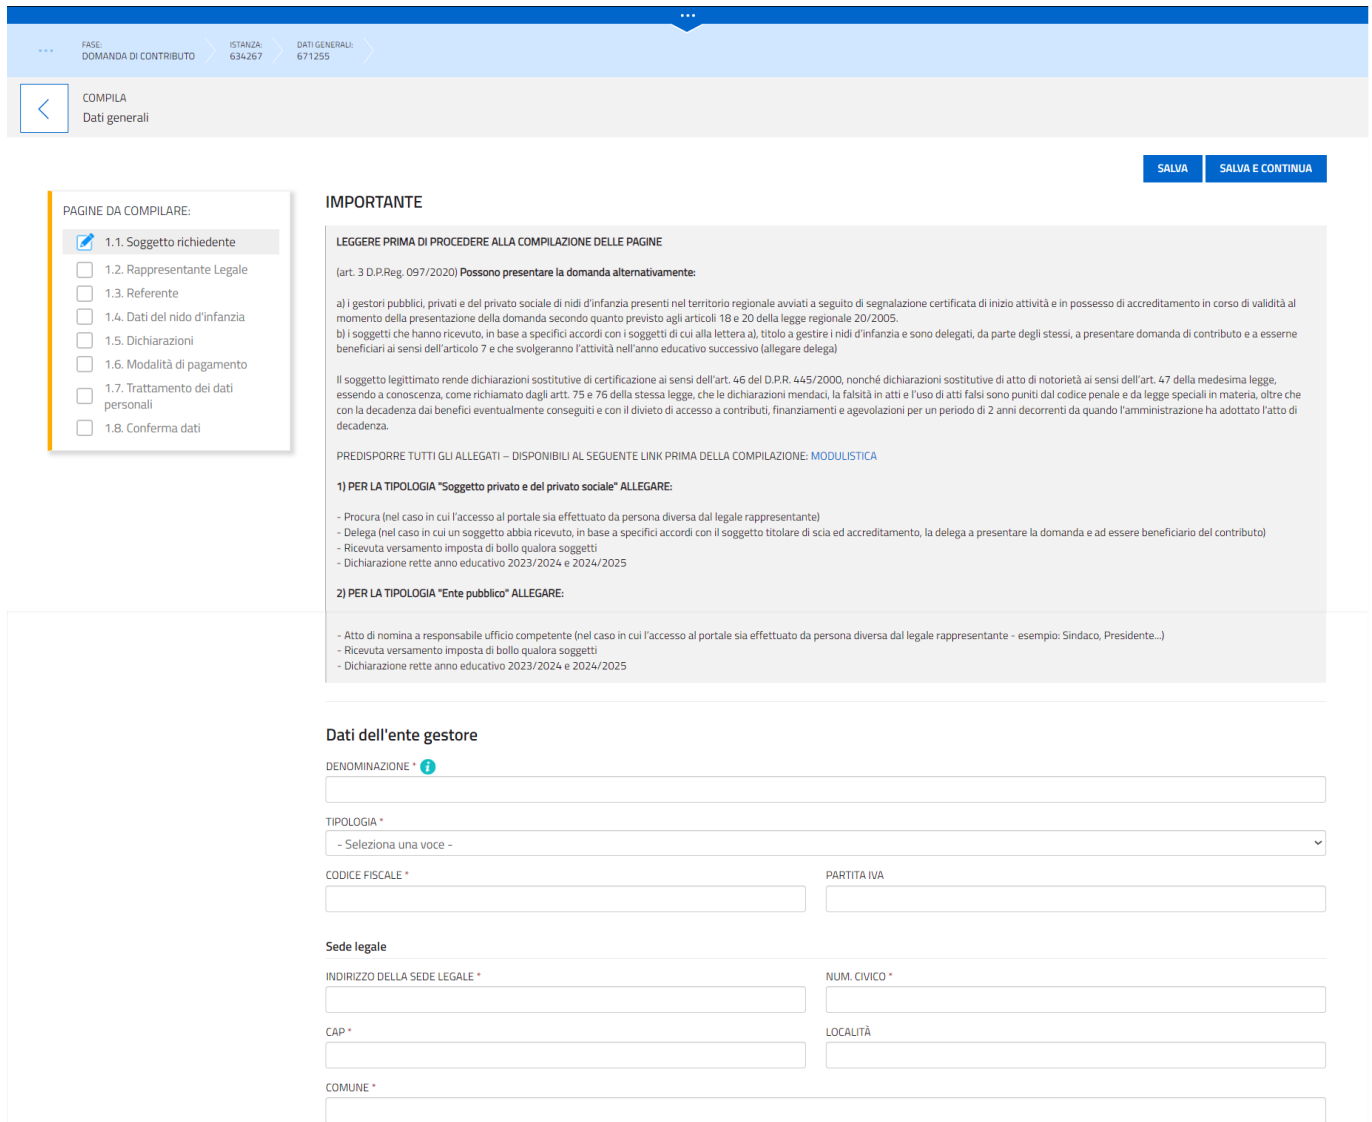 ...
...
FASE:
DOMANDA DI CONTRIBUTO
ISTANZA:
634267
DATI GENERALI:
671255
COMPILA
Dati generali
SALVA
SALVA E CONTINUA
PAGINE DA COMPILARE:
1.1. Soggetto richiedente
1.2. Rappresentante Legale
1.3. Referente
1.4. Dati del nido d'infanzia
1.5. Dichiarazioni
1.6. Modalità di pagamento
1.7. Trattamento dei dati
personali
1.8. Conferma dati
IMPORTANTE
LEGGERE PRIMA DI PROCEDERE ALLA COMPILAZIONE DELLE PAGINE
(art. 3 D.P.Reg. 097/2020) Possono presentare la domanda alternativamente:
a) i gestori pubblici, privati e del privato sociale di nidi d'infanzia presenti nel territorio regionale avviati a seguito di segnalazione certificata di inizio attività e in possesso di accreditamento in corso di validità al
momento della presentazione della domanda secondo quanto previsto agli articoli 18 e 20 della legge regionale 20/2005.
b) i soggetti che hanno ricevuto, in base a specifici accordi con i soggetti di cui alla lettera a), titolo a gestire i nidi d'infanzia e sono delegati, da parte degli stessi, a presentare domanda di contributo e a esserne
beneficiari ai sensi dell'articolo 7 e che svolgeranno l'attività nell'anno educativo successivo (allegare delega)
Il soggetto legittimato rende dichiarazioni sostitutive di certificazione ai sensi dell'art. 46 del D.P.R. 445/2000, nonché dichiarazioni sostitutive di atto di notorietà ai sensi dell'art. 47 della medesima legge,
essendo a conoscenza, come richiamato dagli artt. 75 e 76 della stessa legge, che le dichiarazioni mendaci, la falsità in atti e l'uso di atti falsi sono puniti dal codice penale e da legge speciali in materia, oltre che
con la decadenza dai benefici eventualmente conseguiti e con il divieto di accesso a contributi, finanziamenti e agevolazioni per un periodo di 2 anni decorrenti da quando l'amministrazione ha adottato l'atto di
decadenza.
PREDISPORRE TUTTI GLI ALLEGATI – DISPONIBILI AL SEGUENTE LINK PRIMA DELLA COMPILAZIONE: MODULISTICA
1) PER LA TIPOLOGIA "Soggetto privato e del privato sociale" ALLEGARE:
- Procura (nel caso in cui l'accesso al portale sia effettuato da persona diversa dal legale rappresentante)
- Delega (nel caso in cui un soggetto abbia ricevuto, in base a specifici accordi con il soggetto titolare di scia ed accreditamento, la delega a presentare la domanda e ad essere beneficiario del contributo)
- Ricevuta versamento imposta di bollo qualora soggetti
- Dichiarazione rette anno educativo 2023/2024 e 2024/2025
2) PER LA TIPOLOGIA "Ente pubblico" ALLEGARE:
- Atto di nomina a responsabile ufficio competente (nel caso in cui l'accesso al portale sia effettuato da persona diversa dal legale rappresentante - esempio: Sindaco, Presidente...)
- Ricevuta versamento imposta di bollo qualora soggetti
- Dichiarazione rette anno educativo 2023/2024 e 2024/2025
Dati dell'ente gestore
DENOMINAZIONE * i
TIPOLOGIA *
- Seleziona una voce -
CODICE FISCALE *
PARTITA IVA
Sede legale
INDIRIZZO DELLA SEDE LEGALE *
NUM. CIVICO *
CAP *
LOCALITÀ
COMUNE *